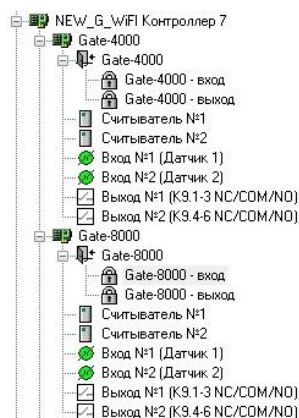 NEW_G_WiFI Контроллер 7
Gate-4000
Gate-4000
Gate-4000 - вход
Gate-4000 - выход
Считыватель №1
Считыватель №2
Вход №1 (Датчик 1)
Вход №2 (Датчик 2)
Выход №1 (K9.1-3 NC/COM/NO)
Выход №2 (K9.4-6 NC/COM/NO)
Gate-8000
Gate-8000
Gate-8000 - вход
Gate-8000 - выход
Считыватель №1
Считыватель №2
Вход №1 (Датчик 1)
Вход №2 (Датчик 2)
Выход №1 (K9.1-3 NC/COM/NO)
Выход №2 (K9.4-6 NC/COM/NO)